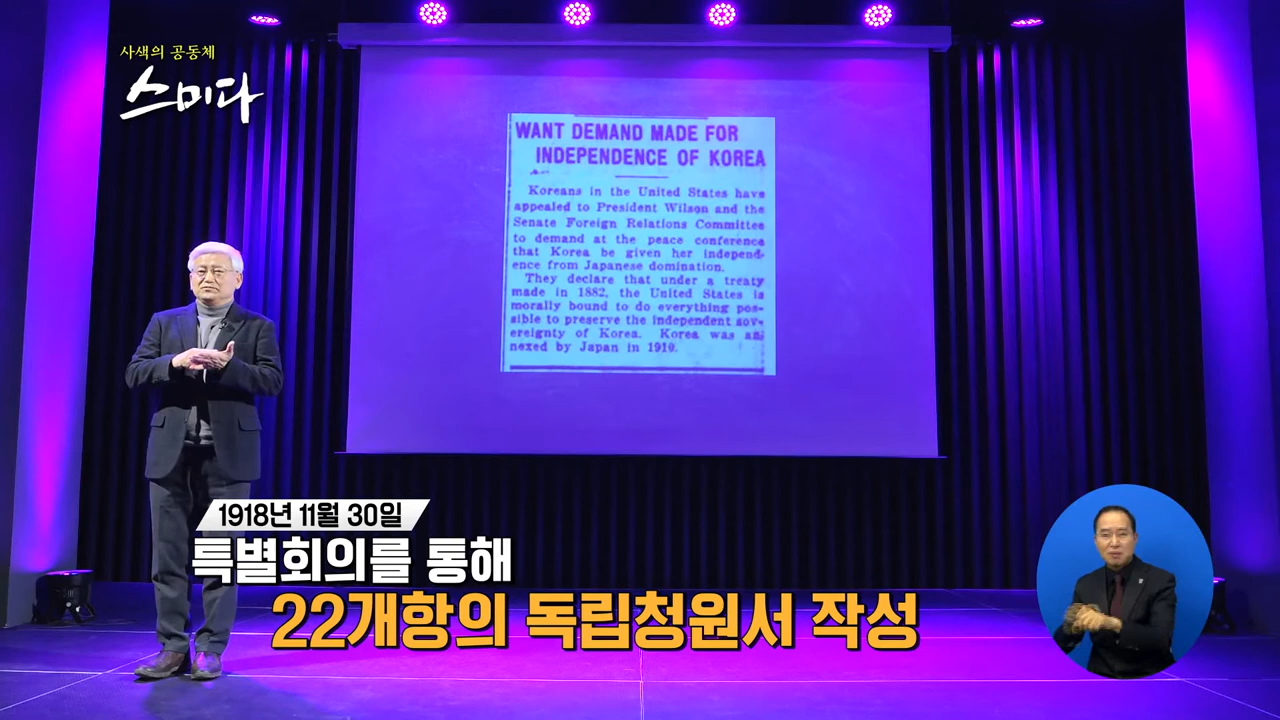 사색의 공동체
스미다
WANT DEMAND MADE FOR
INDEPENDENCE OF KOREA
Koreans in the United States have
appealed to President Wilson and the
Senate Foreign Relations Committee
to demand at the peace conference
that Korea be given her independ-
ence from Japanese domination.
They declare that under a treaty
made in 1882, the United States is
morally bound to do everything pos-
sible to preserve the independent sov-
ereignty of Korea. Korea was an-
nexed by Japan in 1910.
1918년 11월 30일
특별회의를 통해
22개항의 독립청원서 작성